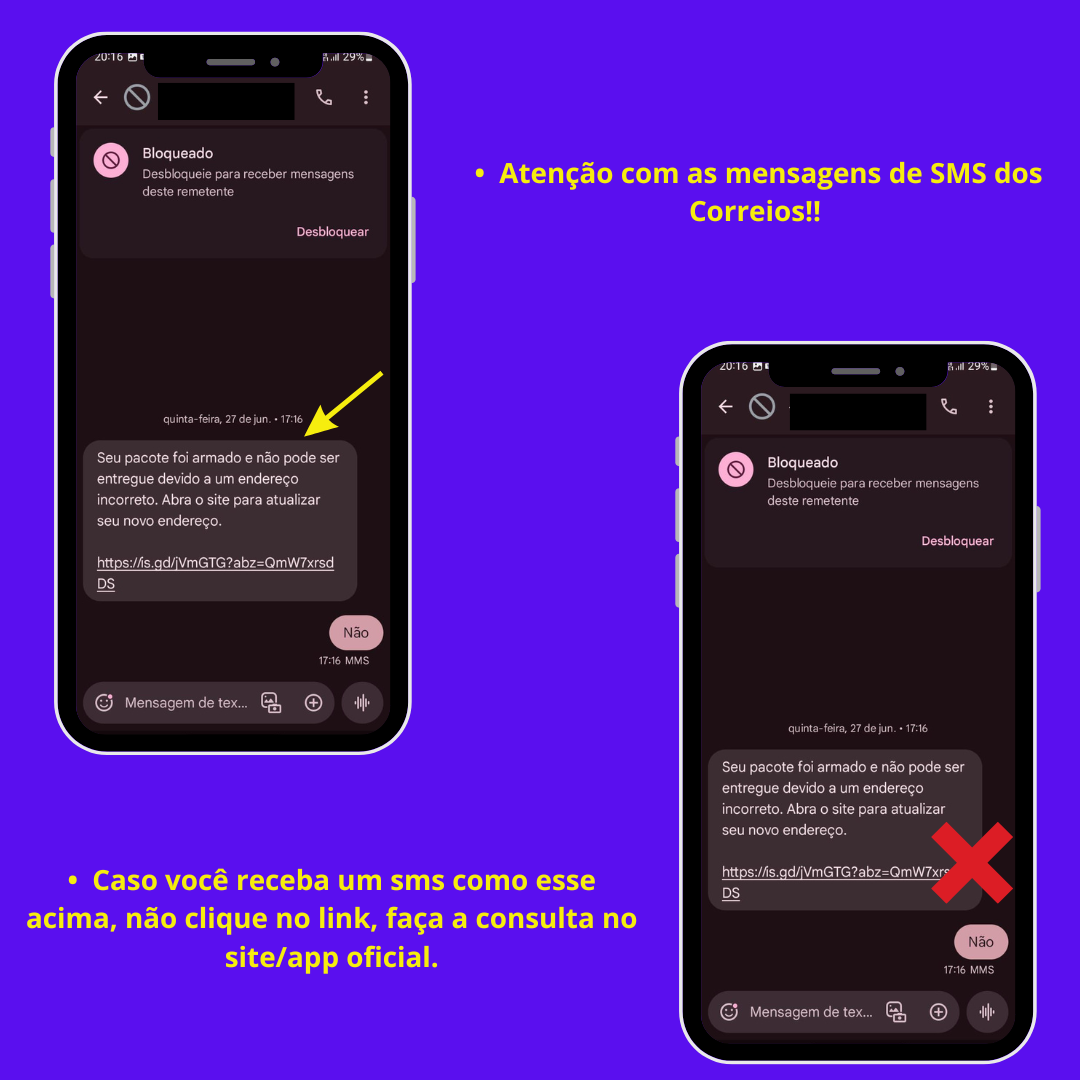 20:16
29%
Bloqueado
Desbloqueie para receber mensagens
deste remetente
Desbloquear
quinta-feira, 27 de jun. • 17:16
Seu pacote foi armado e não pode ser
entregue devido a um endereço
incorreto. Abra o site para atualizar
seu novo endereço.
https://is.gd/jVmGTG?abz=QmW7xrsd
DS
Não
17:16 MMS
Mensagem de tex...
• Atenção com as mensagens de SMS dos
Correios!!
20:16
29%
Bloqueado
Desbloqueie para receber mensagens
deste remetente
Desbloquear
quinta-feira, 27 de jun. • 17:16
Seu pacote foi armado e não pode ser
entregue devido a um endereço
incorreto. Abra o site para atualizar
seu novo endereço.
https://is.gd/jVmGTG?abz=QmW7xrs
DS
Não
17:16 MMS
Mensagem de tex...
• Caso você receba um sms como esse
acima, não clique no link, faça a consulta no
site/app oficial.